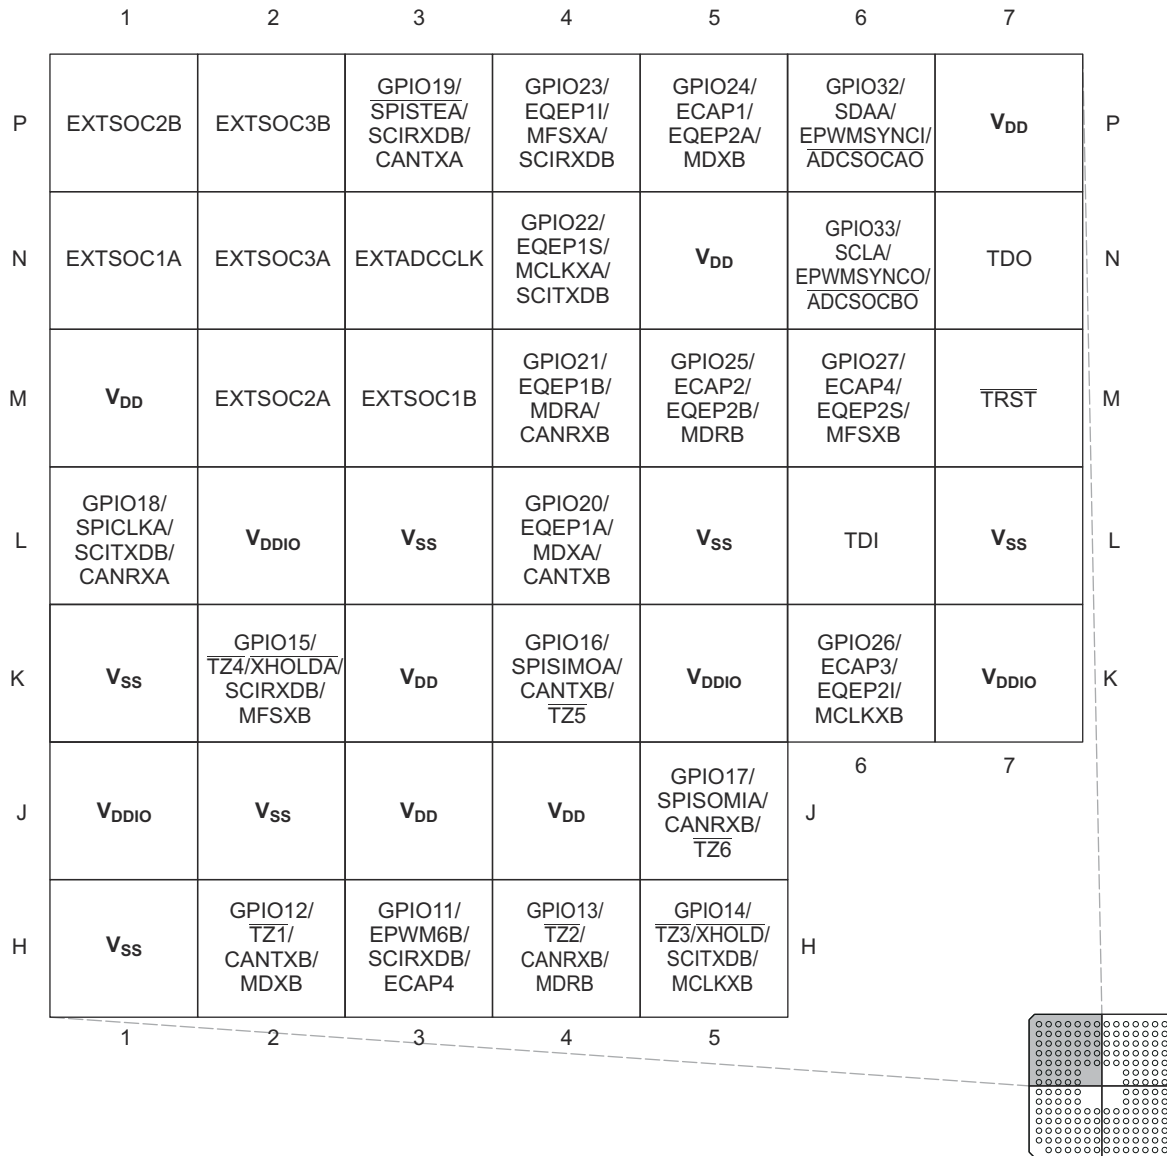 1 2 3 4 5 6 7
P
EXTSOC2B
EXTSOC3B
GPIO19/
SPISTEA/
SCIRXDB/
CANTXA
GPIO23/
EQEP1I/
MFSXA/
SCIRXDB
GPIO24/
ECAP1/
EQEP2A/
MDXB
GPIO32/
SDAA/
EPWMSYNCI/
ADCSOCAO
VDD
P
N
EXTSOC1A
EXTSOC3A
EXTADCCLK
GPIO22/
EQEP1S/
MCLKXA/
SCITXDB
VDD
GPIO33/
SCLA/
EPWMSYNCO/
ADCSOCBO
TDO
N
M
VDD
EXTSOC2A
EXTSOC1B
GPIO21/
EQEP1B/
MDRA/
CANRXB
GPIO25/
ECAP2/
EQEP2B/
MDRB
GPIO27/
ECAP4/
EQEP2S/
MFSXB
TRST
M
L
GPIO18/
SPICLKA/
SCITXDB/
CANRXA
VDDIO
VSS
GPIO20/
EQEP1A/
MDXA/
CANTXB
VSS
TDI
VSS
L
K
VSS
GPIO15/
TZ4/XHOLDA/
SCIRXDB/
MFSXB
VDD
GPIO16/
SPISIMOA/
CANTXB/
TZ5
VDDIO
GPIO26/
ECAP3/
EQEP2I/
MCLKXB
VDDIO
K
6 7
J
VDDIO
VSS
VDD
VDD
GPIO17/
SPISOMIA/
CANRXB/
TZ6
J
H
VSS
GPIO12/
TZ1/
CANTXB/
MDXB
GPIO11/
EPWM6B/
SCIRXDB/
ECAP4
GPIO13/
TZ2/
CANRXB/
MDRB
GPIO14/
TZ3/XHOLD/
SCITXDB/
MCLKXB
H
1 2 3 4 5